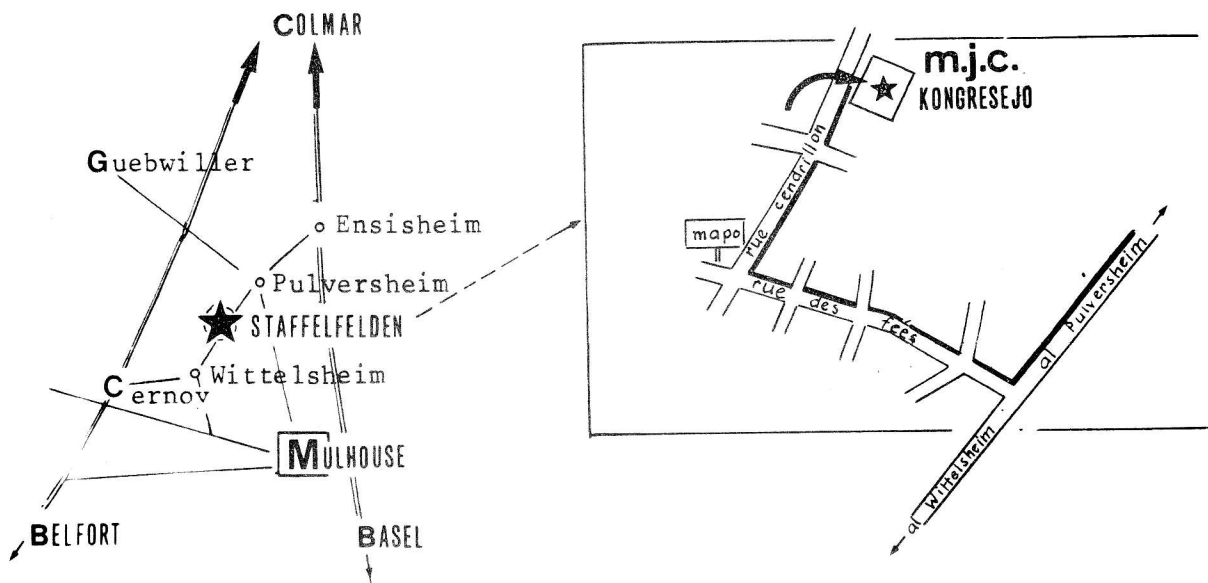 COLMAR
Guebwiller
Ensisheim
Pulversheim
STAFFELFELDEN
Wittelsheim
Cernoy
MULHOUSE
BELFORT
BASEL
m.j.c.
KONGRESEJO
rue cendrillon
mapo
rue des fées
al Pulversheim
al Wittelsheim